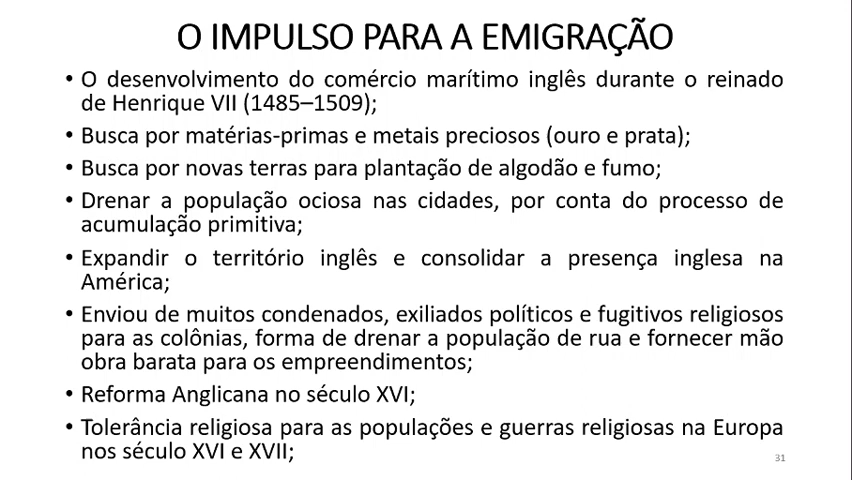 O IMPULSO PARA A EMIGRAÇÃO
• O desenvolvimento do comércio marítimo inglês durante o reinado
de Henrique VII (1485–1509);
• Busca por matérias-primas e metais preciosos (ouro e prata);
• Busca por novas terras para plantação de algodão e fumo;
• Drenar a população ociosa nas cidades, por conta do processo de
acumulação primitiva;
• Expandir o território inglês e consolidar a presença inglesa na
América;
• Enviou de muitos condenados, exiliados políticos e fugitivos religiosos
para as colônias, forma de drenar a população de rua e fornecer mão
obra barata para os empreendimentos;
• Reforma Anglicana no século XVI;
• Tolerância religiosa para as populações e guerras religiosas na Europa
nos século XVI e XVII;
31